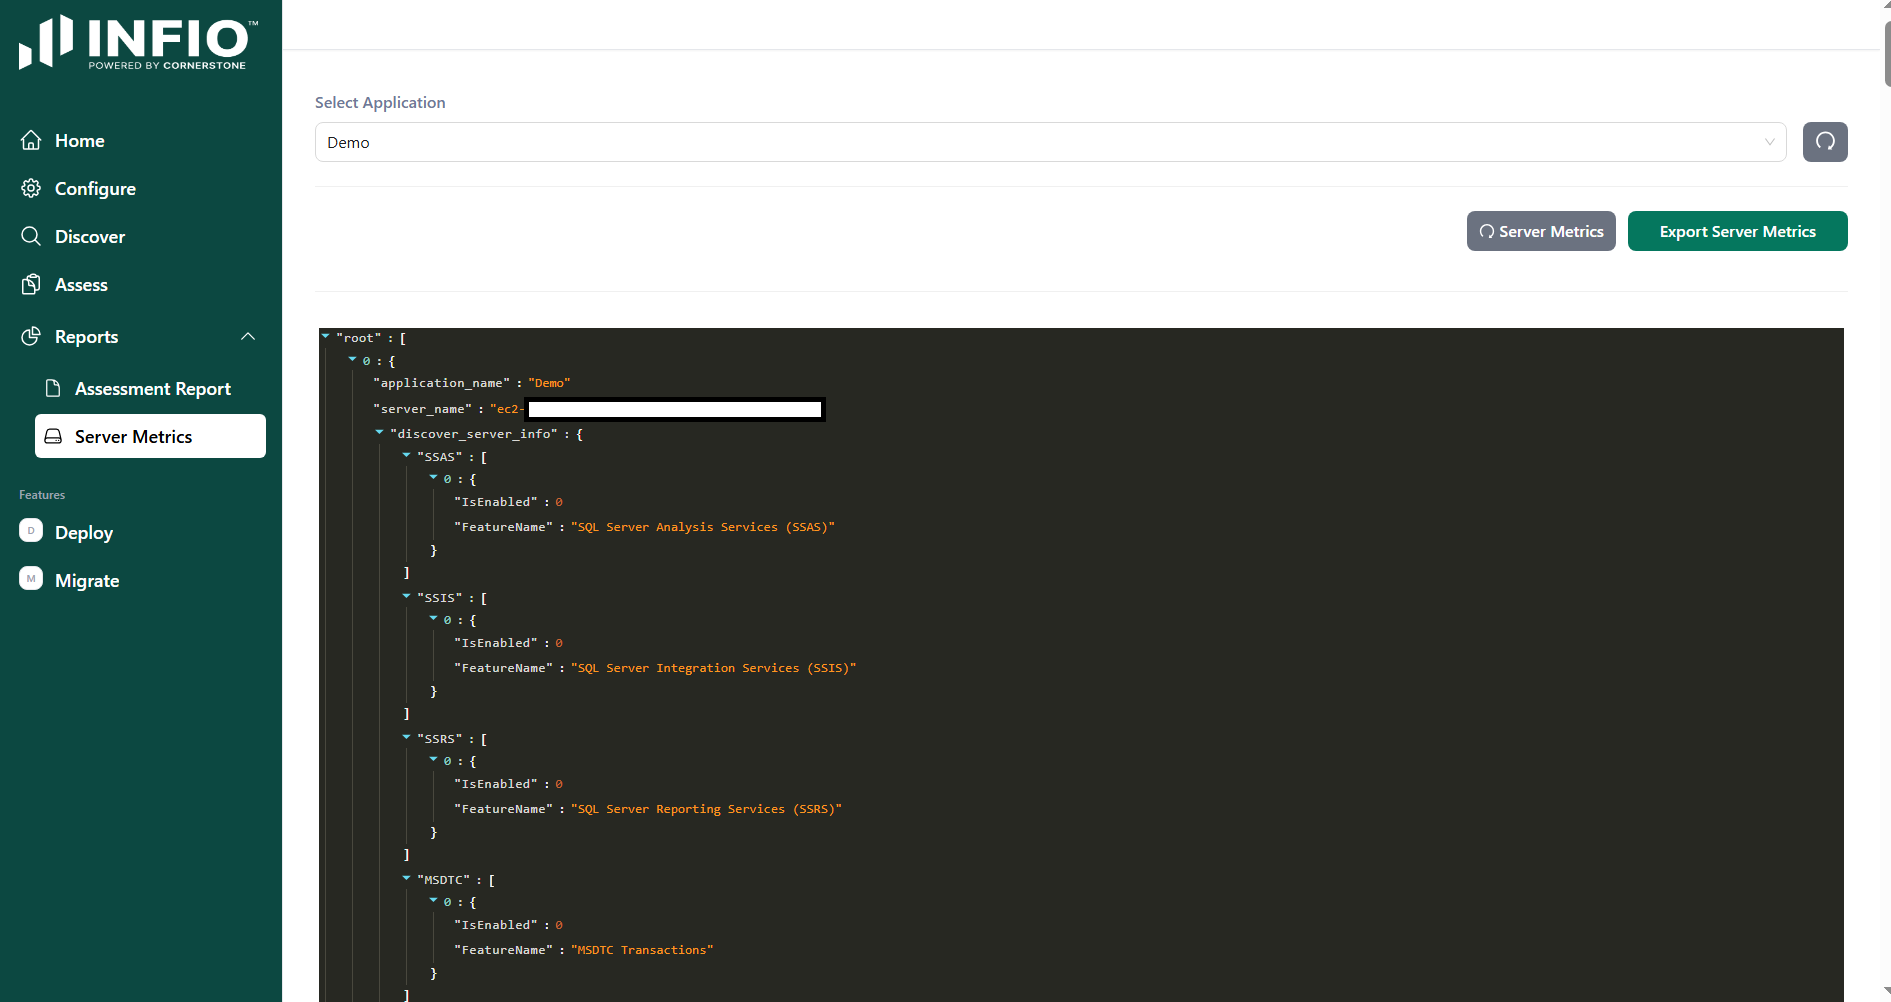 INFIO™
POWERED BY CORNERSTONE
Home
Configure
Discover
Assess
Reports
Assessment Report
Server Metrics
Features
D Deploy
M Migrate
Select Application
Demo
Server Metrics
Export Server Metrics
"root" : [
0 : {
"application_name" : "Demo"
"server_name" : "ec2-
"discover_server_info" : {
"SSAS" : [
0 : {
"IsEnabled" : 0
"FeatureName" : "SQL Server Analysis Services (SSAS)"
}
]
"SSIS" : [
0 : {
"IsEnabled" : 0
"FeatureName" : "SQL Server Integration Services (SSIS)"
}
]
"SSRS" : [
0 : {
"IsEnabled" : 0
"FeatureName" : "SQL Server Reporting Services (SSRS)"
}
]
"MSDTC" : [
0 : {
"IsEnabled" : 0
"FeatureName" : "MSDTC Transactions"
}
]